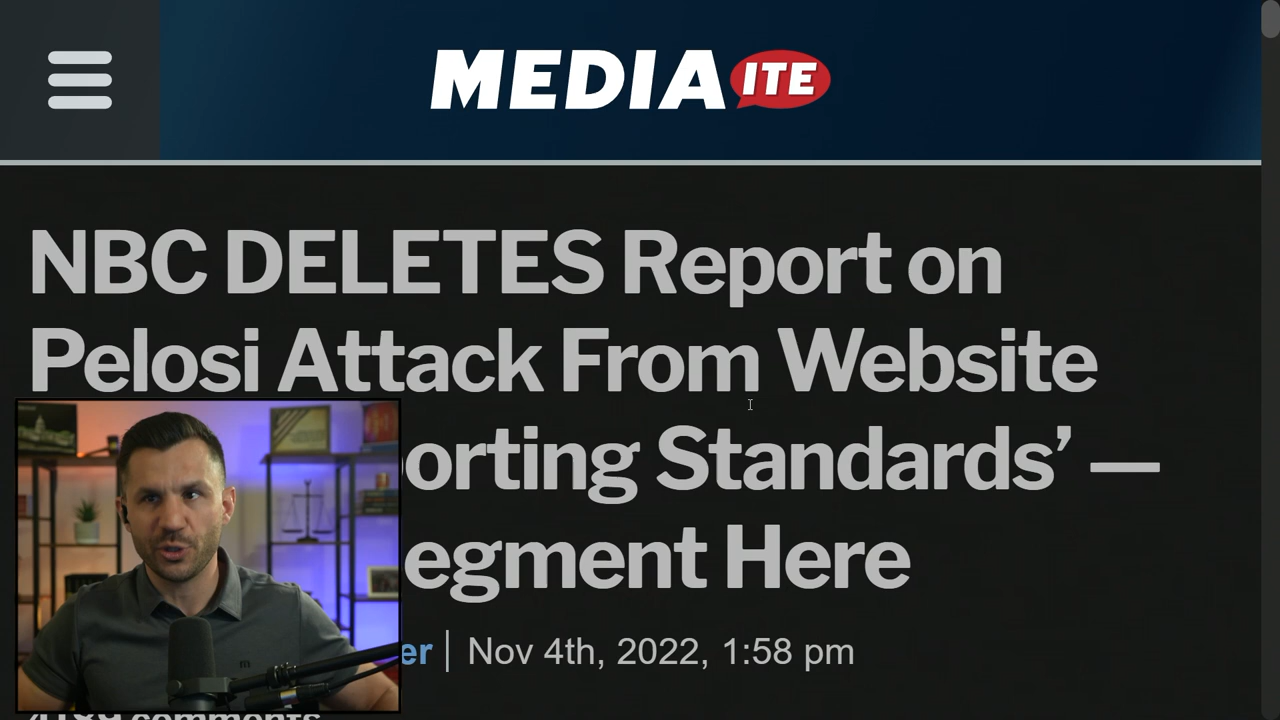 MEDIAITE
NBC DELETES Report on
Pelosi Attack From Website
orting Standards’ —
egment Here
er | Nov 4th, 2022, 1:58 pm
comments